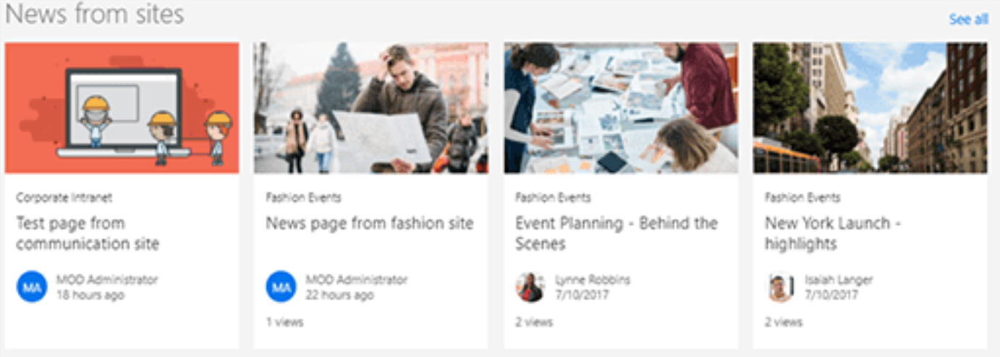 News from sites
See all
Corporate Intranet
Test page from
communication site
MA
MOD Administrator
18 hours ago
Fashion Events
News page from fashion site
MA
MOD Administrator
22 hours ago
1 views
Fashion Events
Event Planning - Behind the
Scenes
Lynne Robbins
7/10/2017
2 views
Fashion Events
New York Launch -
highlights
Isaiah Langer
7/10/2017
2 views